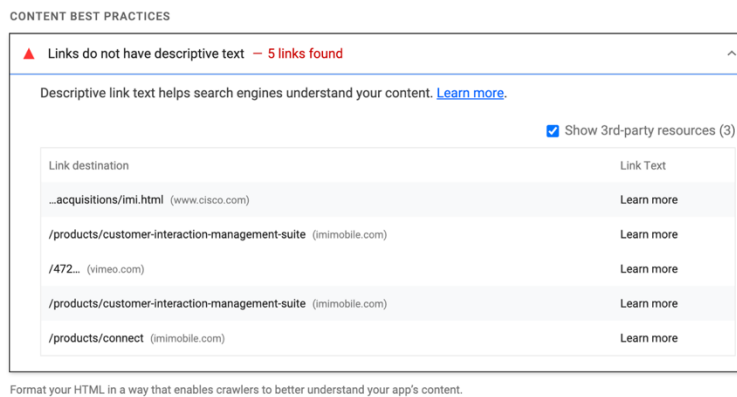 CONTENT BEST PRACTICES
Links do not have descriptive text — 5 links found
Descriptive link text helps search engines understand your content. Learn more.
Show 3rd-party resources (3)
Link destination Link Text
…acquisitions/imi.html (www.cisco.com) Learn more
/products/customer-interaction-management-suite (imimobile.com) Learn more
/472… (vimeo.com) Learn more
/products/customer-interaction-management-suite (imimobile.com) Learn more
/products/connect (imimobile.com) Learn more
Format your HTML in a way that enables crawlers to better understand your app's content.